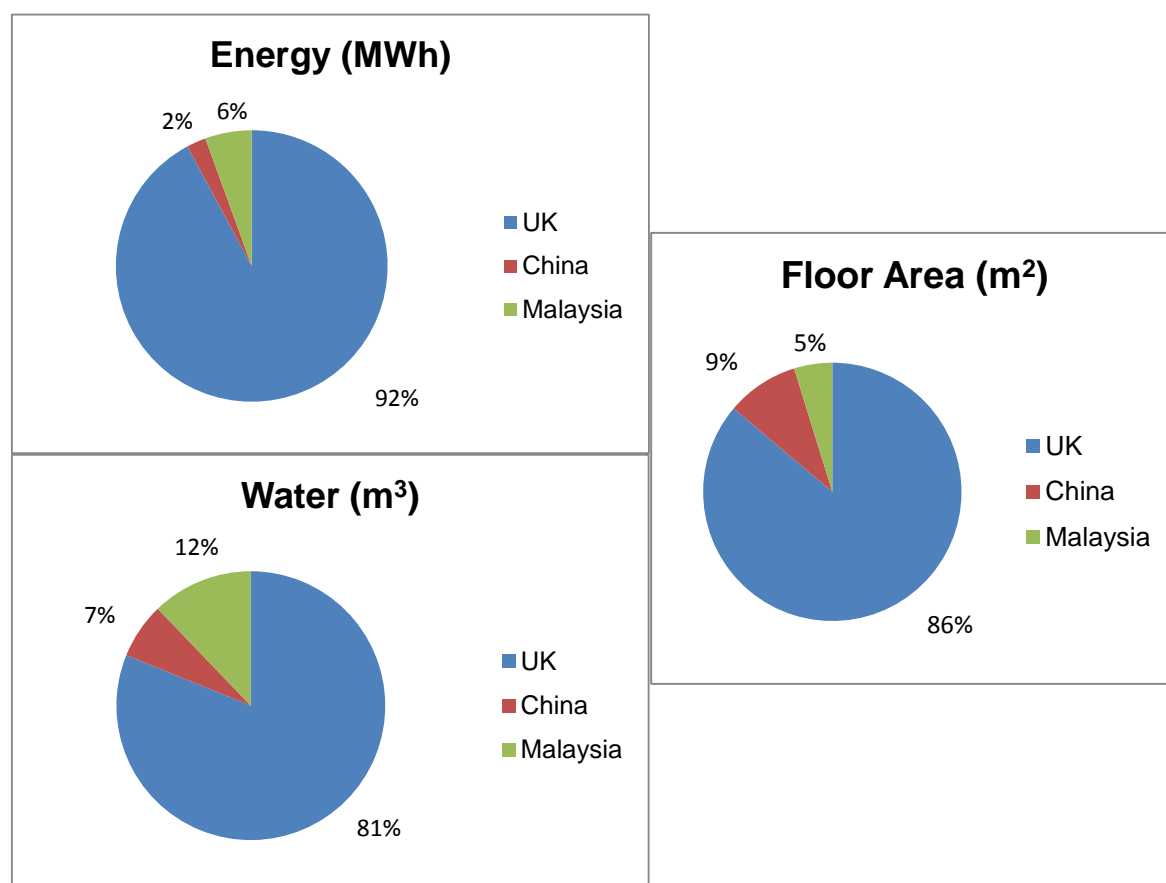 Energy (MWh)
2%
6%
92%
UK
China
Malaysia
Water (m³)
12%
7%
81%
UK
China
Malaysia
Floor Area (m²)
9%
5%
86%
UK
China
Malaysia